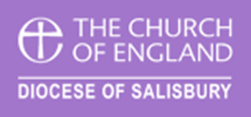 THE CHURCH
OF ENGLAND
DIOCESE OF SALISBURY